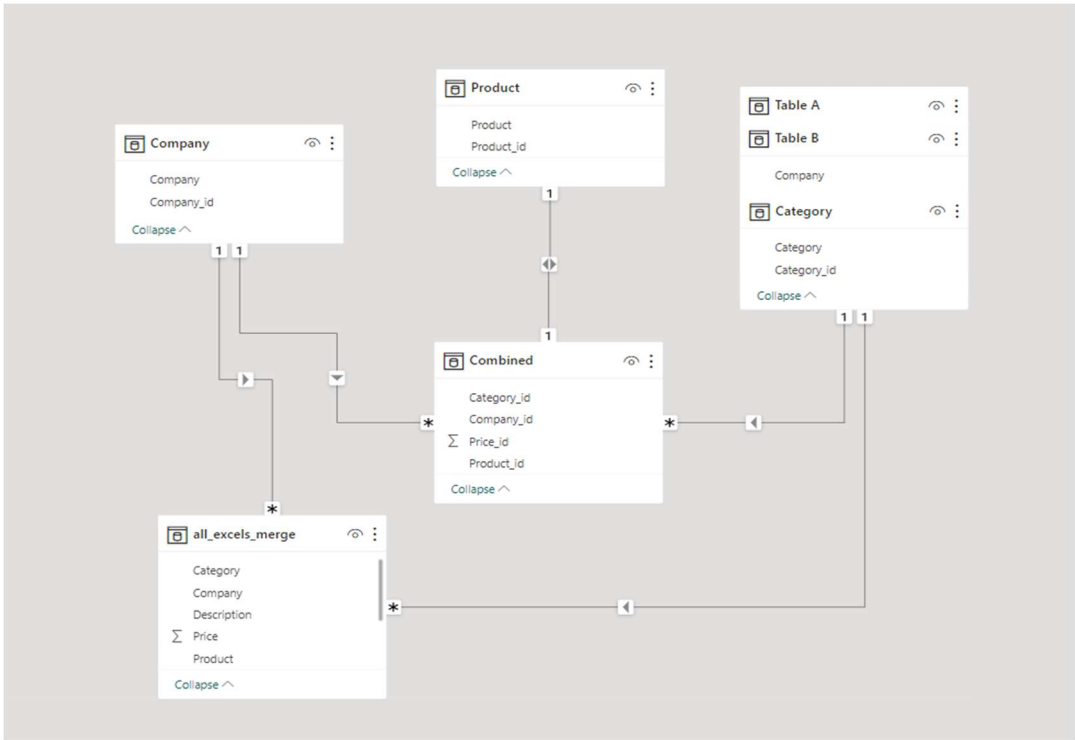 Company
Company
Company_id
Collapse
1 1
Product
Product
Product_id
Collapse
1
Table A
Table B
Company
Category
Category
Category_id
Collapse
1 1
1
Combined
Category_id
Company_id
Σ Price_id
Product_id
Collapse
*
*
*
all_excels_merge
Category
Company
Description
Σ Price
Product
Collapse
*